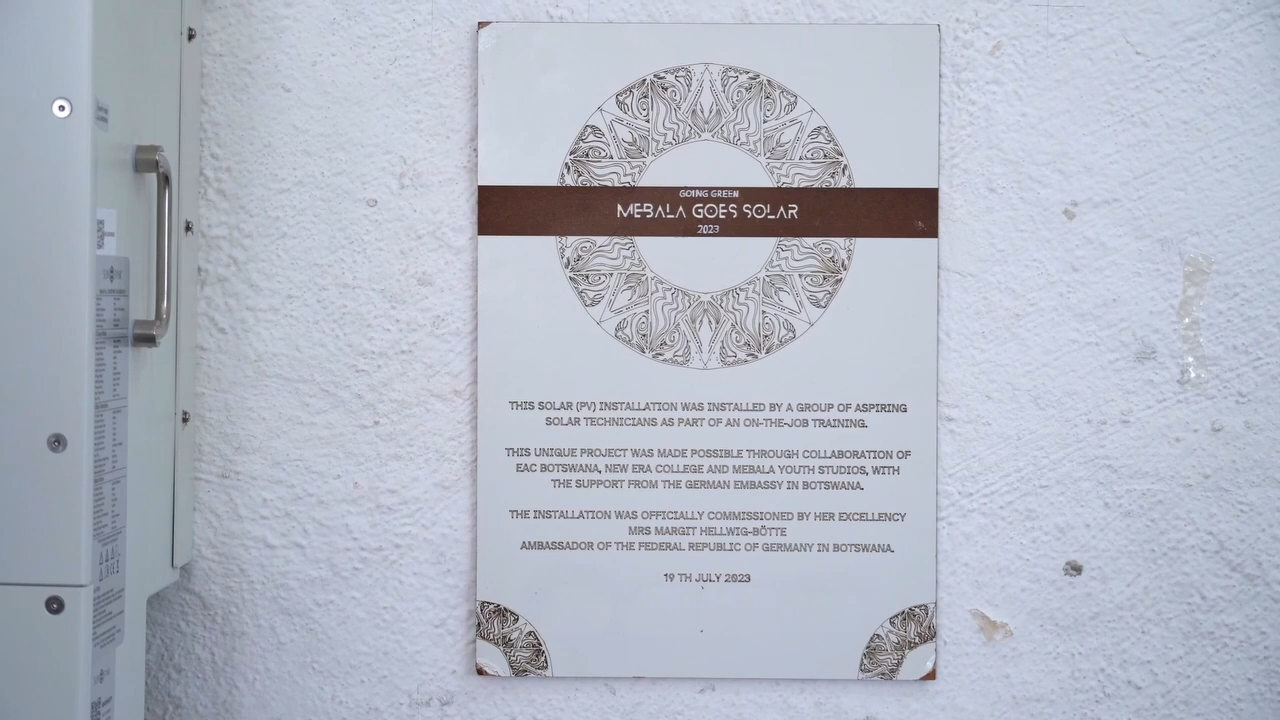 GOING GREEN
MEBALA GOES SOLAR
2023
THIS SOLAR (PV) INSTALLATION WAS INSTALLED BY A GROUP OF ASPIRING
SOLAR TECHNICIANS AS PART OF AN ON-THE-JOB TRAINING.
THIS UNIQUE PROJECT WAS MADE POSSIBLE THROUGH COLLABORATION OF
EAC BOTSWANA, NEW ERA COLLEGE AND MEBALA YOUTH STUDIOS, WITH
THE SUPPORT FROM THE GERMAN EMBASSY IN BOTSWANA.
THE INSTALLATION WAS OFFICIALLY COMMISSIONED BY HER EXCELLENCY
MRS MARGIT HELLWIG-BÖTTE
AMBASSADOR OF THE FEDERAL REPUBLIC OF GERMANY IN BOTSWANA.
19 TH JULY 2023